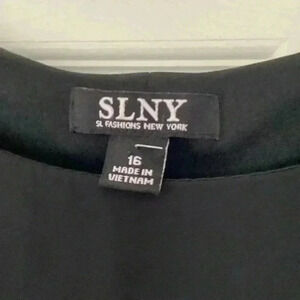 SLNY
SL FASHIONS NEW YORK
16
MADE IN
VIETNAM